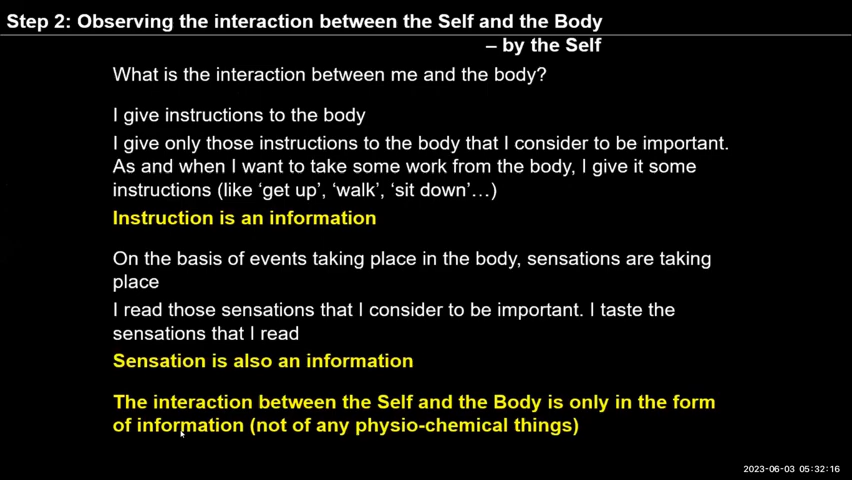 Step 2: Observing the interaction between the Self and the Body
– by the Self
What is the interaction between me and the body?
I give instructions to the body
I give only those instructions to the body that I consider to be important.
As and when I want to take some work from the body, I give it some
instructions (like ‘get up’, ‘walk’, ‘sit down’…)
Instruction is an information
On the basis of events taking place in the body, sensations are taking
place
I read those sensations that I consider to be important. I taste the
sensations that I read
Sensation is also an information
The interaction between the Self and the Body is only in the form
of information (not of any physio-chemical things)
2023-06-03 05:32:16